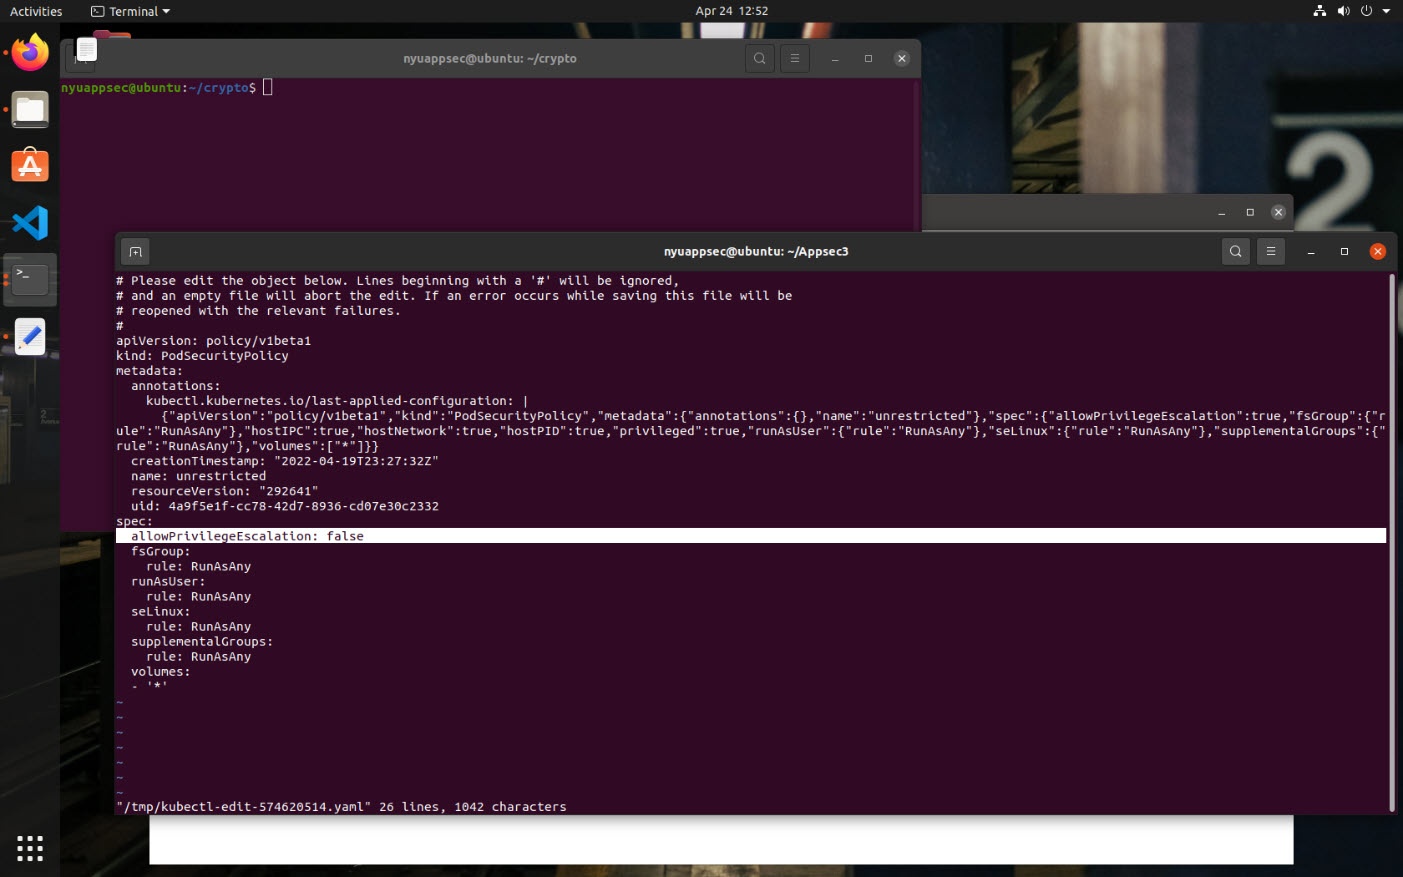 Activities
Terminal
Apr 24 12:52
nyuappsec@ubuntu: ~/crypto
nyuappsec@ubuntu:~/crypto$
2
nyuappsec@ubuntu: ~/Appsec3
# Please edit the object below. Lines beginning with a '#' will be ignored,
# and an empty file will abort the edit. If an error occurs while saving this file will be
# reopened with the relevant failures.
#
apiVersion: policy/v1beta1
kind: PodSecurityPolicy
metadata:
  annotations:
    kubectl.kubernetes.io/last-applied-configuration: |
      {"apiVersion":"policy/v1beta1","kind":"PodSecurityPolicy","metadata":{"annotations":{},"name":"unrestricted"},"spec":{"allowPrivilegeEscalation":true,"fsGroup":{"r
ule":"RunAsAny"},"hostIPC":true,"hostNetwork":true,"hostPID":true,"privileged":true,"runAsUser":{"rule":"RunAsAny"},"seLinux":{"rule":"RunAsAny"},"supplementalGroups":{"
rule":"RunAsAny"},"volumes":["*"]}}
  creationTimestamp: "2022-04-19T23:27:32Z"
  name: unrestricted
  resourceVersion: "292641"
  uid: 4a9f5e1f-cc78-42d7-8936-cd07e30c2332
spec:
  allowPrivilegeEscalation: false
  fsGroup:
    rule: RunAsAny
  runAsUser:
    rule: RunAsAny
  seLinux:
    rule: RunAsAny
  supplementalGroups:
    rule: RunAsAny
  volumes:
  - '*'
~
~
~
~
~
~
~
"/tmp/kubectl-edit-574620514.yaml" 26 lines, 1042 characters